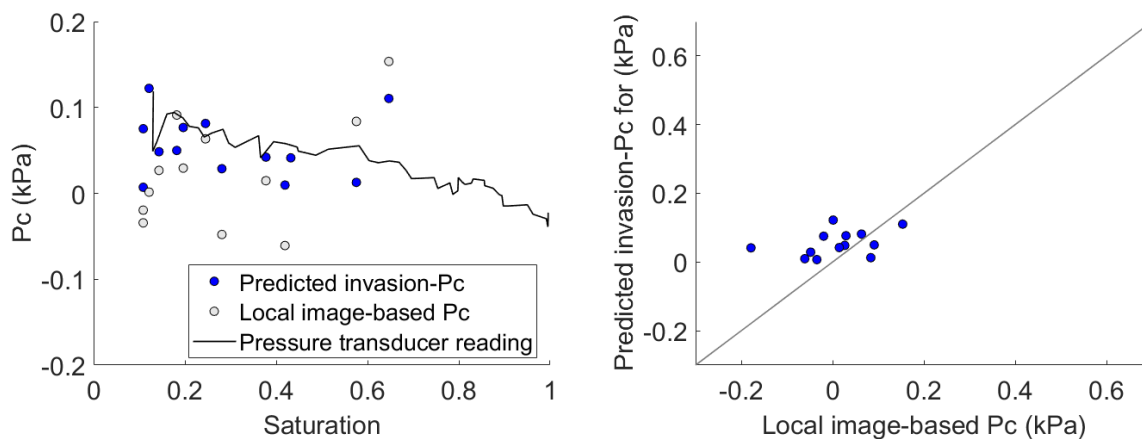 0.2
0.1
0
-0.1
-0.2
Pc (kPa)
Predicted invasion-Pc
Local image-based Pc
Pressure transducer reading
0 0.2 0.4 0.6 0.8 1
Saturation
Predicted invasion-Pc for (kPa)
0.6
0.4
0.2
0
-0.2
-0.2 0 0.2 0.4 0.6
Local image-based Pc (kPa)